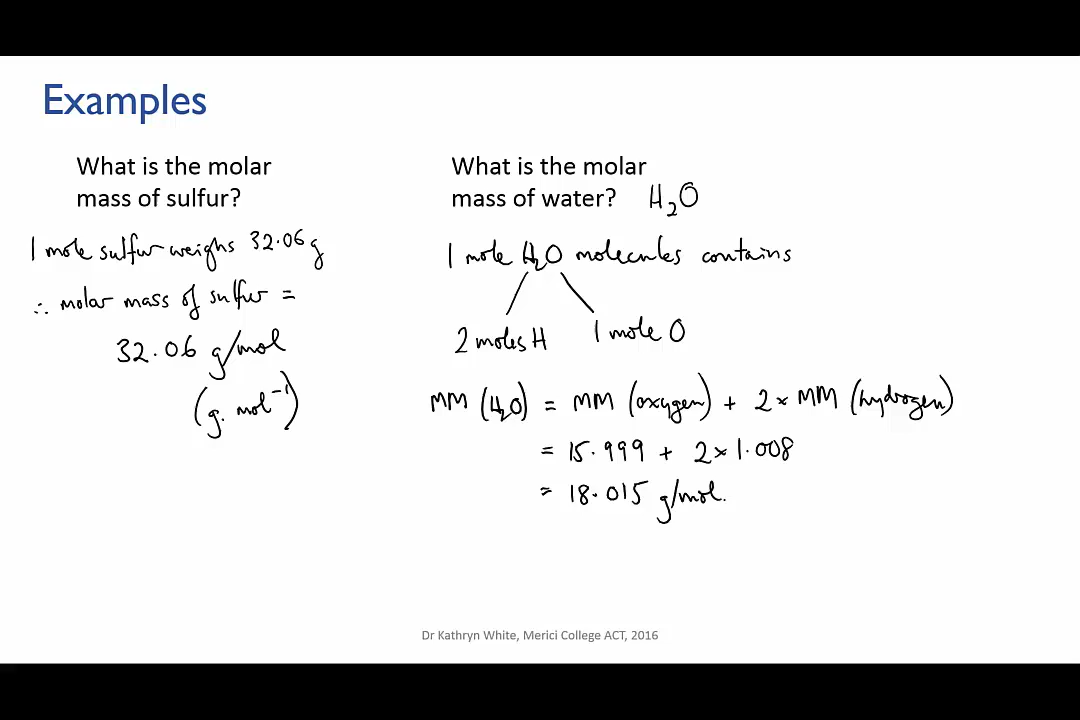 Examples
What is the molar
mass of sulfur?
1 mole sulfur weighs 32.06 g
∴ molar mass of sulfur =
32.06 g/mol
(g. mol⁻¹)
What is the molar
mass of water? H₂O
1 mole H₂O molecules contains
2 moles H 1 mole O
MM (H₂O) = MM (oxygen) + 2 × MM (hydrogen)
= 15.999 + 2 × 1.008
= 18.015 g/mol.
Dr Kathryn White, Merici College ACT, 2016